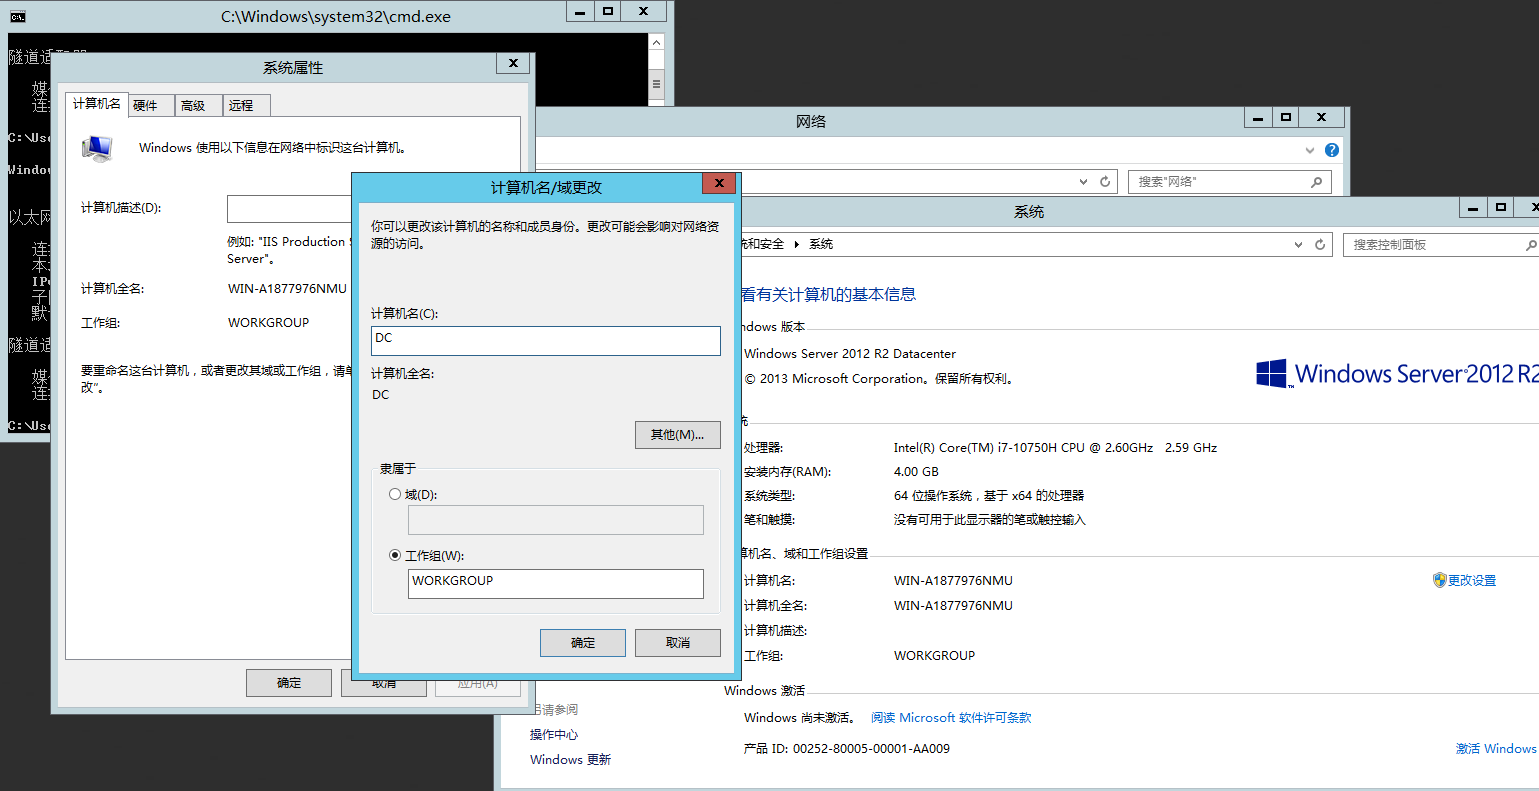 C:\Windows\system32\cmd.exe
隧道适配器
媒
连
C:\Use
Window
以太网
连
本
IPv
子
默
隧道适
媒
连
C:\Use
系统属性
计算机名
硬件
高级
远程
Windows 使用以下信息在网络中标识这台计算机。
计算机描述(D):
例如: "IIS Production
Server"。
计算机全名:
WIN-A1877976NMU
工作组:
WORKGROUP
要重命名这台计算机，或者更改其域或工作组，请单
改"。
确定
取消
应用(A)
计算机名/域更改
你可以更改该计算机的名称和成员身份。更改可能会影响对网络资
源的访问。
计算机名(C):
DC
计算机全名:
DC
其他(M)...
隶属于
域(D):
工作组(W):
WORKGROUP
确定
取消
网络
搜索"网络"
系统
统和安全 系统
搜索控制面板
看有关计算机的基本信息
ndows 版本
Windows Server 2012 R2 Datacenter
© 2013 Microsoft Corporation。保留所有权利。
Windows Server 2012 R2
统
处理器:
Intel(R) Core(TM) i7-10750H CPU @ 2.60GHz 2.59 GHz
安装内存(RAM):
4.00 GB
系统类型:
64 位操作系统，基于 x64 的处理器
笔和触摸:
没有可用于此显示器的笔或触控输入
算机名、域和工作组设置
计算机名:
WIN-A1877976NMU
更改设置
计算机全名:
WIN-A1877976NMU
计算机描述:
工作组:
WORKGROUP
Windows 激活
Windows 尚未激活。 阅读 Microsoft 软件许可条款
产品 ID: 00252-80005-00001-AA009
激活 Windows
另请参阅
操作中心
Windows 更新